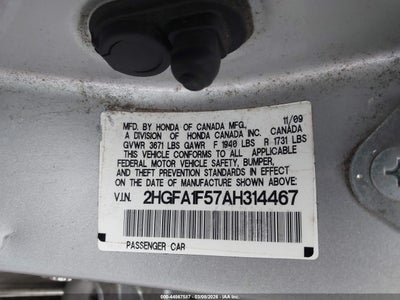 MFD. BY HONDA OF CANADA MFG., 11/09
A DIVISION OF HONDA CANADA INC. CANADA
GVWR 3671 LBS GAWR F 1940 LBS R 1731 LBS
THIS VEHICLE CONFORMS TO ALL APPLICABLE
FEDERAL MOTOR VEHICLE SAFETY, BUMPER,
AND THEFT PREVENTION STANDARDS IN EFFECT
ON THE DATE OF MANUFACTURE SHOWN ABOVE.
V.I.N. 2HGFA1F57AH314467
PASSENGER CAR